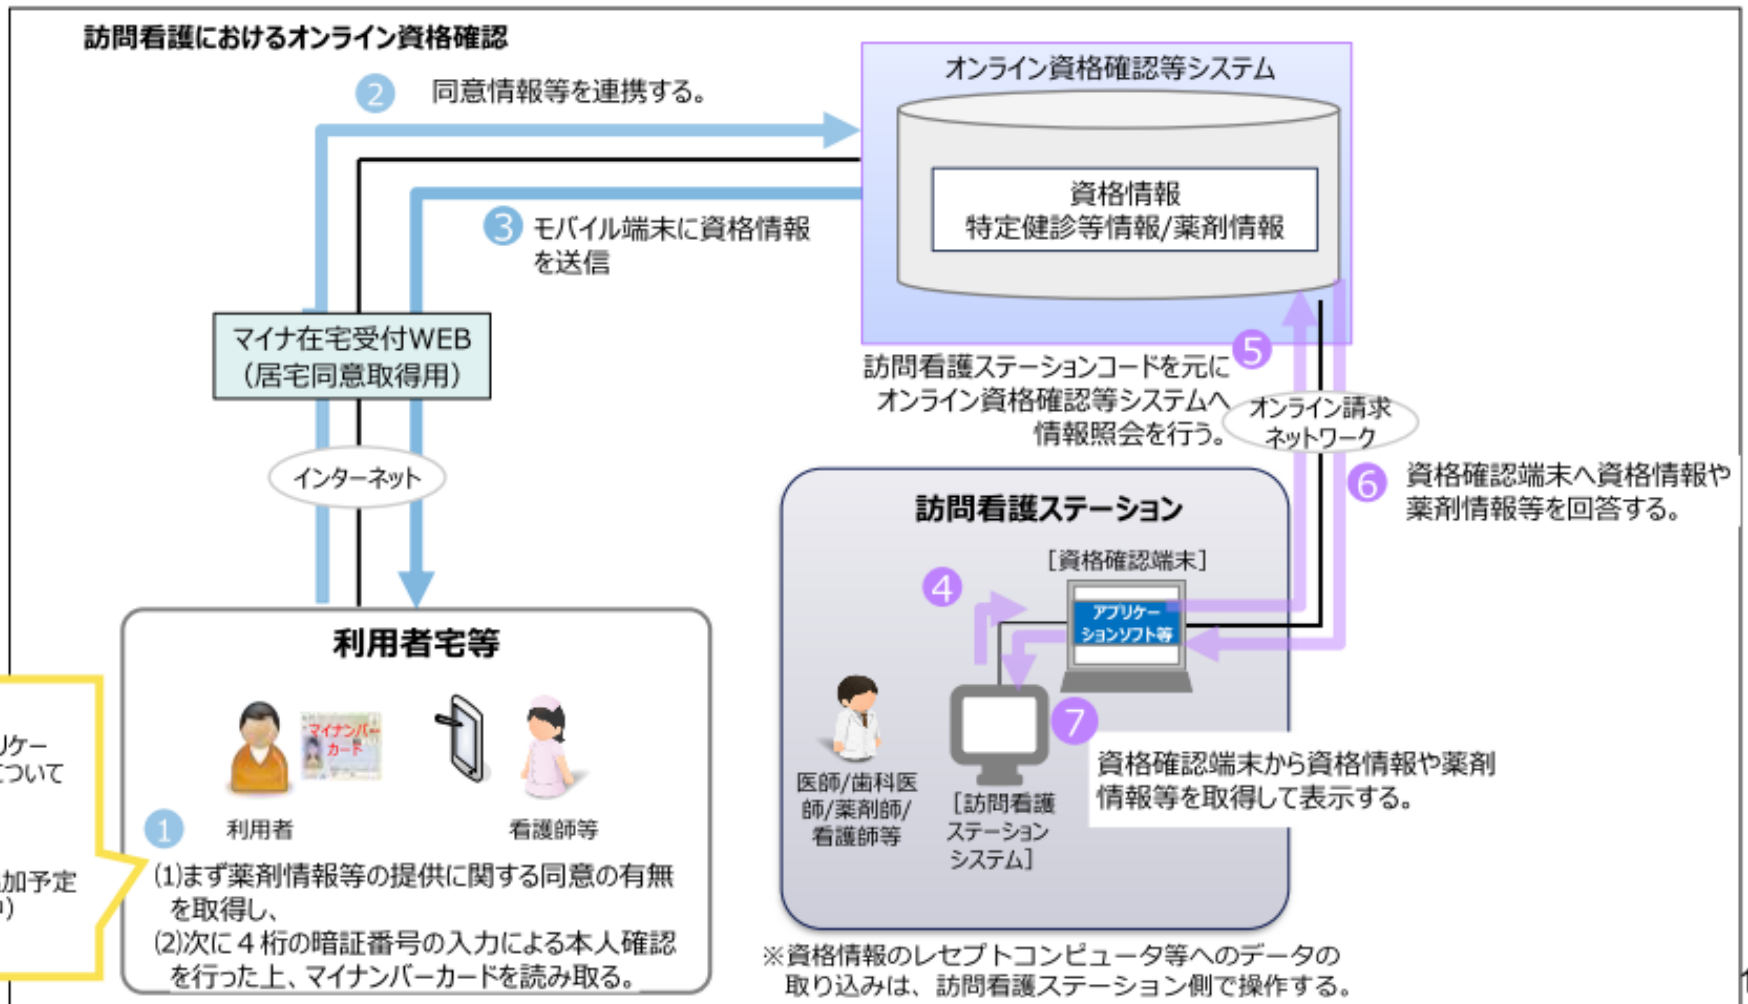 訪問看護におけるオンライン資格確認
2
同意情報等を連携する。
オンライン資格確認等システム
資格情報
特定健診等情報/薬剤情報
3
モバイル端末に資格情報
を送信
マイナ在宅受付WEB
（居宅同意取得用）
インターネット
5
訪問看護ステーションコードを元に
オンライン資格確認等システムへ
情報照会を行う。
オンライン請求
ネットワーク
6
資格確認端末へ資格情報や
薬剤情報等を回答する。
訪問看護ステーション
［資格確認端末］
4
アプリケー
ションソフト等
7
資格確認端末から資格情報や薬剤
情報等を取得して表示する。
医師/歯科医
師/薬剤師/
看護師等
［訪問看護
ステーション
システム］
※資格情報のレセプトコンピュータ等へのデータの
取り込みは、訪問看護ステーション側で操作する。
利用者宅等
マイナンバー
カード
利用者
看護師等
1
(1)まず薬剤情報等の提供に関する同意の有無
を取得し、
(2)次に４桁の暗証番号の入力による本人確認
を行った上、マイナンバーカードを読み取る。
リケー
について
加予定